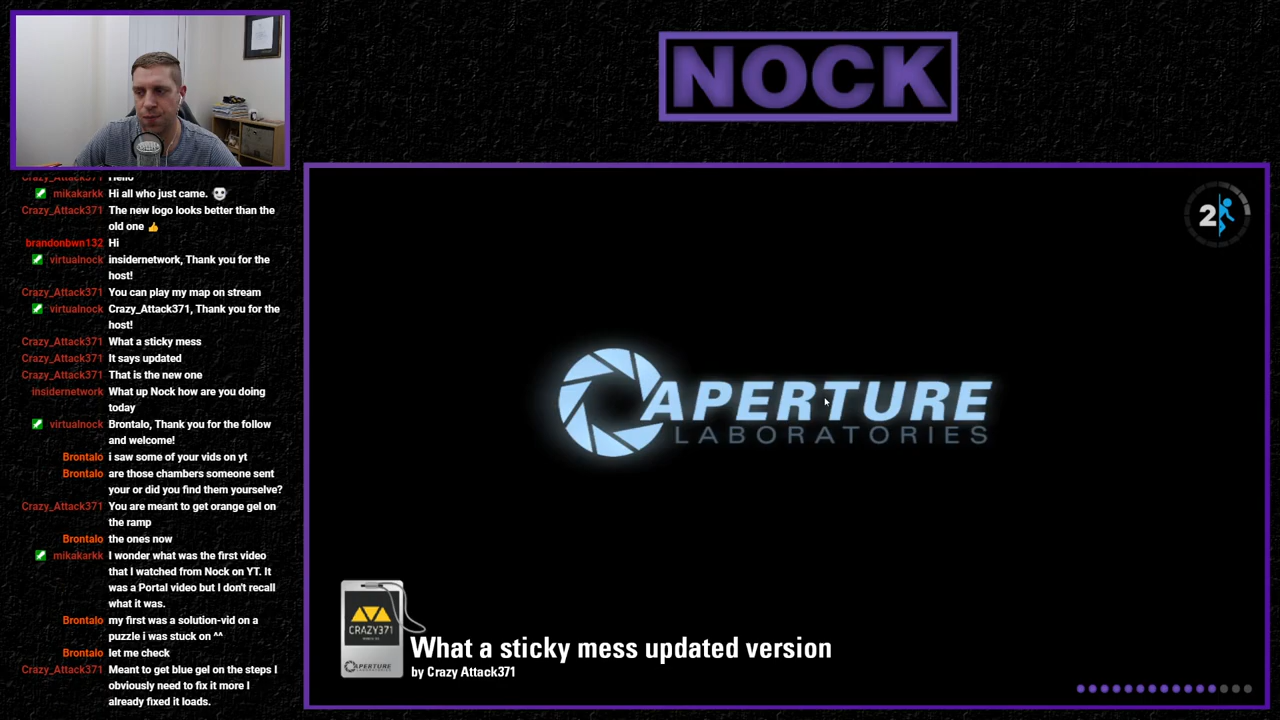 NOCK
Crazy_Attack371 Hello
mikakarkk Hi all who just came.
Crazy_Attack371 The new logo looks better than the
old one
brandonbwn132 Hi
virtualnock insidernetwork, Thank you for the
host!
Crazy_Attack371 You can play my map on stream
virtualnock Crazy_Attack371, Thank you for the
host!
Crazy_Attack371 What a sticky mess
Crazy_Attack371 It says updated
Crazy_Attack371 That is the new one
insidernetwork What up Nock how are you doing
today
virtualnock Brontalo, Thank you for the follow
and welcome!
Brontalo i saw some of your vids on yt
Brontalo are those chambers someone sent
your or did you find them yourselve?
Crazy_Attack371 You are meant to get orange gel on
the ramp
Brontalo the ones now
mikakarkk I wonder what was the first video
that I watched from Nock on YT. It
was a Portal video but I don't recall
what it was.
Brontalo my first was a solution-vid on a
puzzle i was stuck on ^^
Brontalo let me check
Crazy_Attack371 Meant to get blue gel on the steps I
obviously need to fix it more I
already fixed it loads.
2
APERTURE
LABORATORIES
CRAZY371
APERTURE
What a sticky mess updated version
by Crazy Attack371